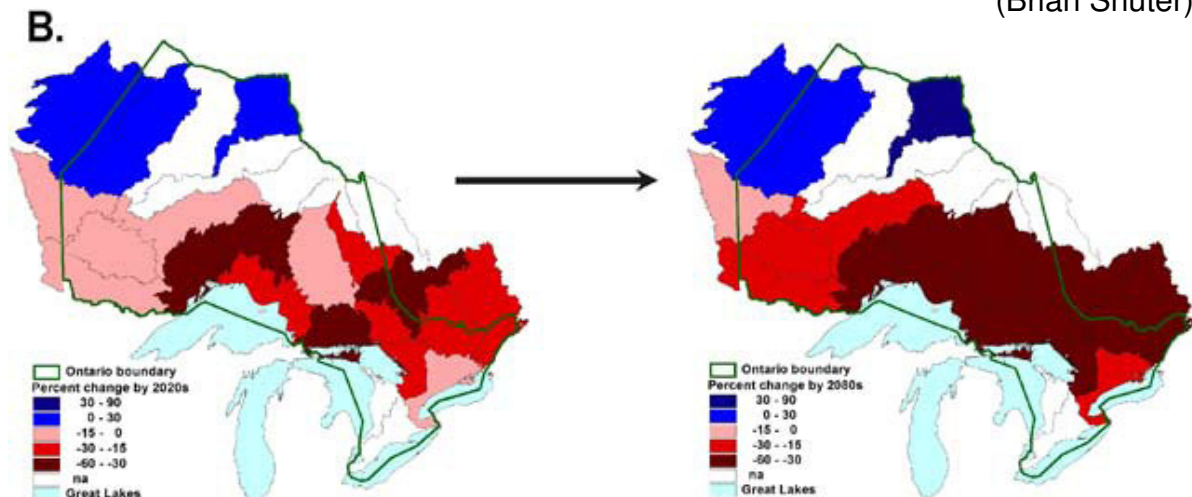 (Brian Shuter)
B.
Ontario boundary
Percent change by 2020s
30 - 90
0 - 30
-15 - 0
-30 - -15
-60 - -30
na
Great Lakes
Ontario boundary
Percent change by 2080s
30 - 90
0 - 30
-15 - 0
-30 - -15
-60 - -30
na
Great Lakes